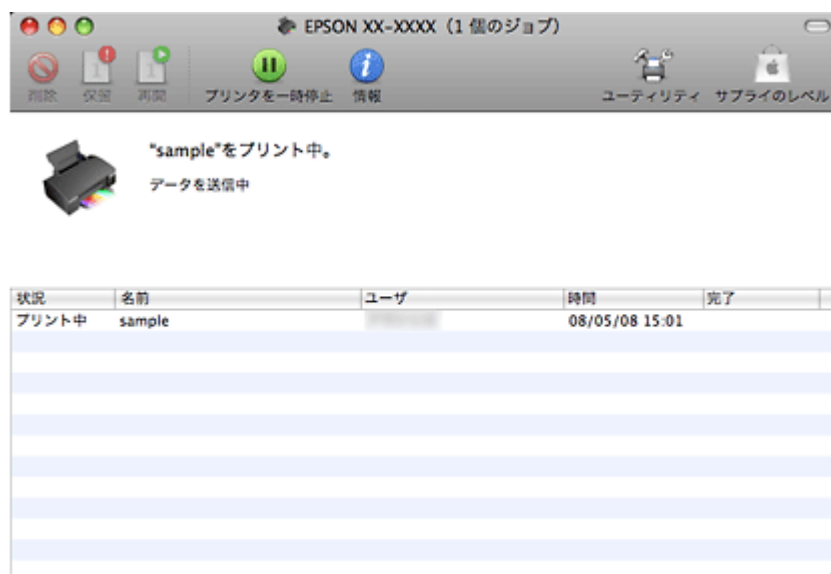 EPSON XX-XXXX（1 個のジョブ）
削除 保留 再開 プリンタを一時停止 情報 ユーティリティ サプライのレベル
"sample"をプリント中。
データを送信中
状況 名前 ユーザ 時間 完了
プリント中 sample 08/05/08 15:01